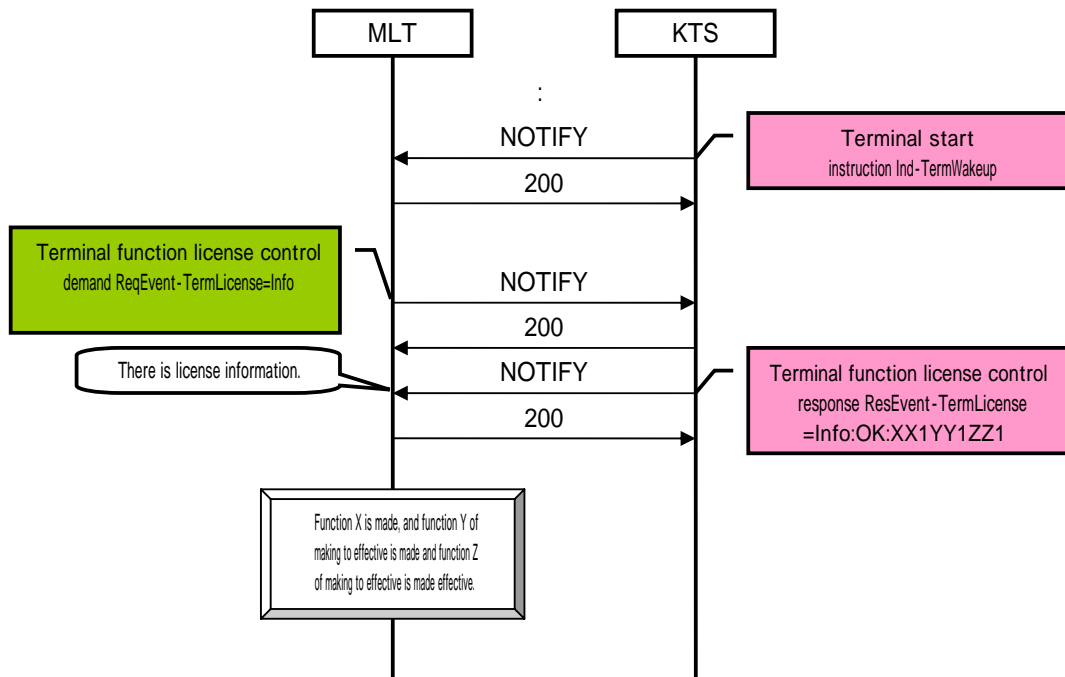 MLT
KTS
:
NOTIFY
Terminal start
instruction Ind-TermWakeup
200
Terminal function license control
demand ReqEvent-TermLicense=Info
NOTIFY
200
There is license information.
NOTIFY
Terminal function license control
response ResEvent-TermLicense
=Info:OK:XX1YY1ZZ1
200
Function X is made, and function Y of
making to effective is made and function Z
of making to effective is made effective.